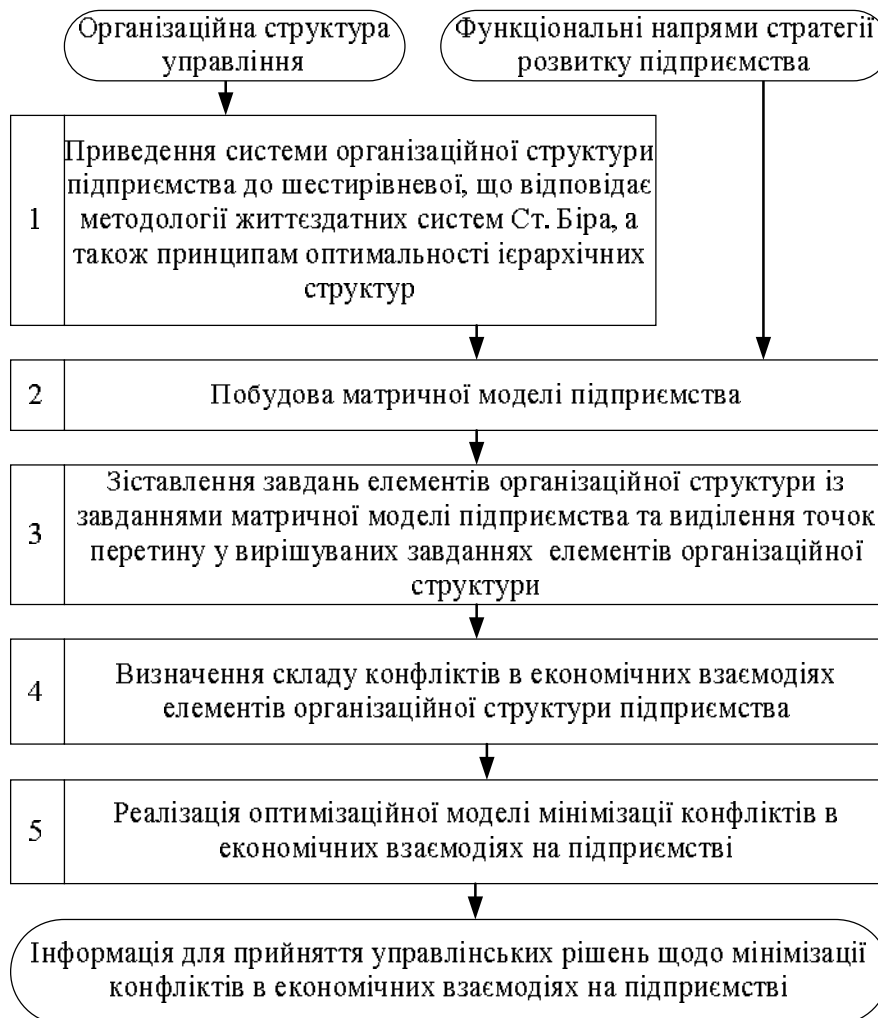 Організаційна структура
управління
Функціональні напрями стратегії
розвитку підприємства
1
Приведення системи організаційної структури
підприємства до шестирівневої, що відповідає
методології життєздатних систем Ст. Біра, а
також принципам оптимальності ієрархічних
структур
2
Побудова матричної моделі підприємства
3
Зіставлення завдань елементів організаційної структури із
завданнями матричної моделі підприємства та виділення точок
перетину у вирішуваних завданнях елементів організаційної
структури
4
Визначення складу конфліктів в економічних взаємодіях
елементів організаційної структури підприємства
5
Реалізація оптимізаційної моделі мінімізації конфліктів в
економічних взаємодіях на підприємстві
Інформація для прийняття управлінських рішень щодо мінімізації
конфліктів в економічних взаємодіях на підприємстві